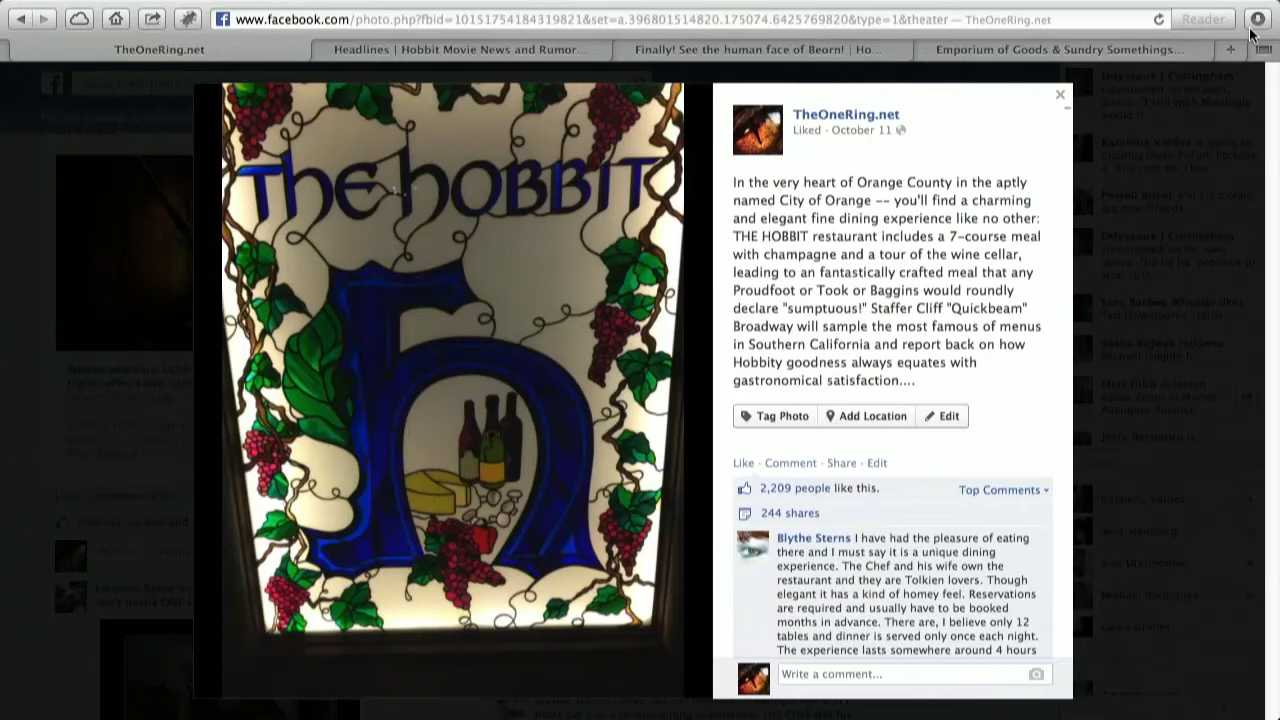 www.facebook.com/photo.php?fbid=10151754184319821&set=a.396801514820.175074.6425769820&type=1&theater — TheOneRing.net
Reader
TheOneRing.net
Headlines | Hobbit Movie News and Rumor...
Finally! See the human face of Beorn! | Ho...
Emporium of Goods & Sundry Somethings...
The hobbit
h
TheOneRing.net
Liked · October 11
In the very heart of Orange County in the aptly
named City of Orange -- you'll find a charming
and elegant fine dining experience like no other:
THE HOBBIT restaurant includes a 7-course meal
with champagne and a tour of the wine cellar,
leading to an fantastically crafted meal that any
Proudfoot or Took or Baggins would roundly
declare "sumptuous!" Staffer Cliff "Quickbeam"
Broadway will sample the most famous of menus
in Southern California and report back on how
Hobbity goodness always equates with
gastronomical satisfaction....
Tag Photo
Add Location
Edit
Like · Comment · Share · Edit
2,209 people like this.
Top Comments
244 shares
Blythe Sterns I have had the pleasure of eating
there and I must say it is a unique dining
experience. The Chef and his wife own the
restaurant and they are Tolkien lovers. Though
elegant it has a kind of homey feel. Reservations
are required and usually have to be booked
months in advance. There are, I believe only 12
tables and dinner is served only once each night.
The experience lasts somewhere around 4 hours
Write a comment...